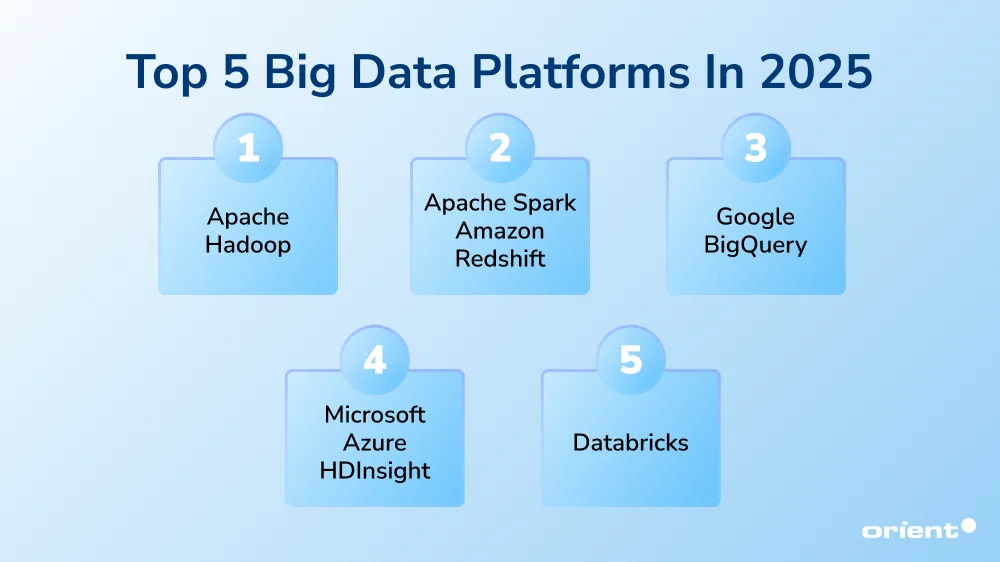 Top 5 Big Data Platforms In 2025
1
Apache
Hadoop
2
Apache Spark
Amazon
Redshift
3
Google
BigQuery
4
Microsoft
Azure
HDInsight
5
Databricks
orient